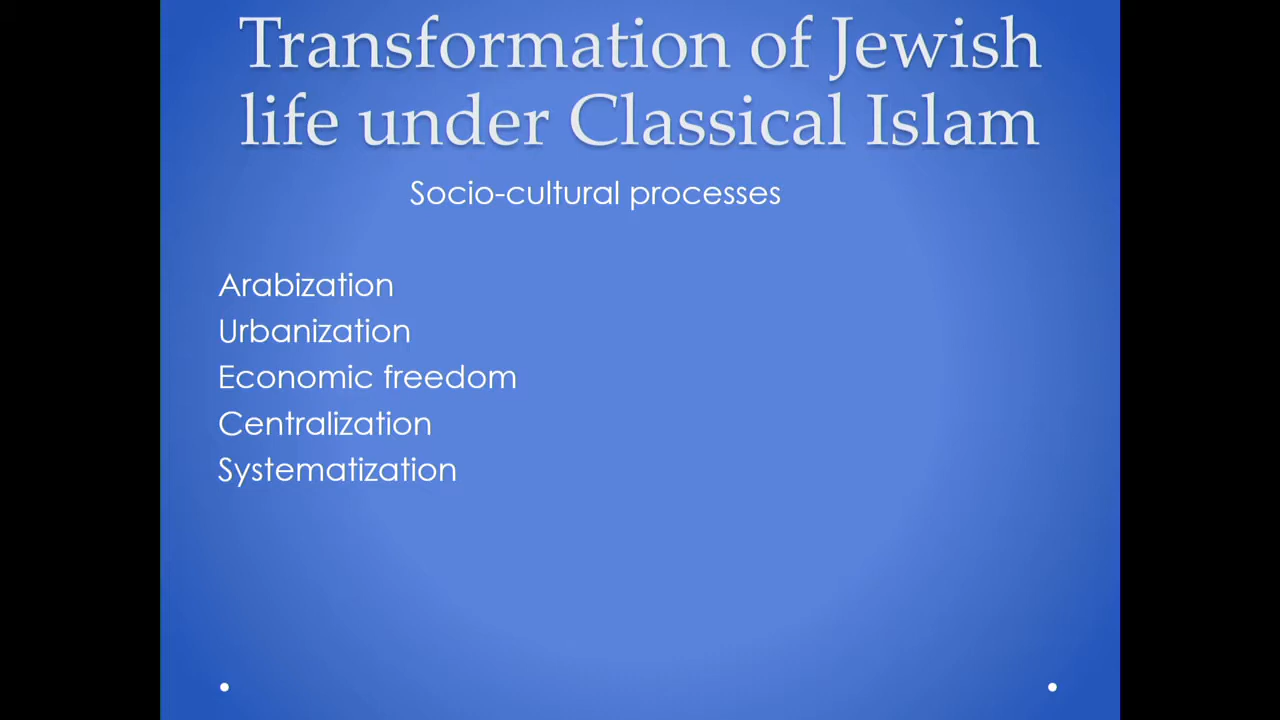 Transformation of Jewish
life under Classical Islam
Socio-cultural processes
Arabization
Urbanization
Economic freedom
Centralization
Systematization